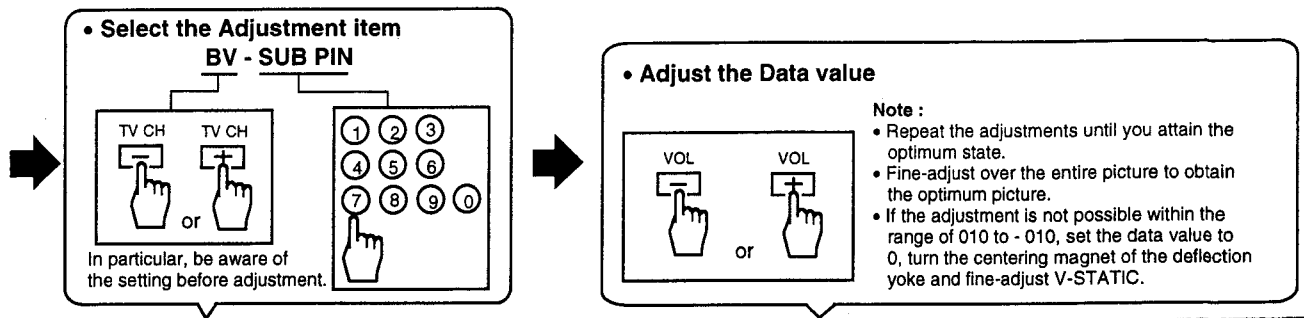 • Select the Adjustment item
BV - SUB PIN
TV CH TV CH
- +
or
1 2 3
4 5 6
7 8 9 0
In particular, be aware of
the setting before adjustment.
• Adjust the Data value
VOL VOL
- +
or
Note :
• Repeat the adjustments until you attain the
optimum state.
• Fine-adjust over the entire picture to obtain
the optimum picture.
• If the adjustment is not possible within the
range of 010 to - 010, set the data value to
0, turn the centering magnet of the deflection
yoke and fine-adjust V-STATIC.